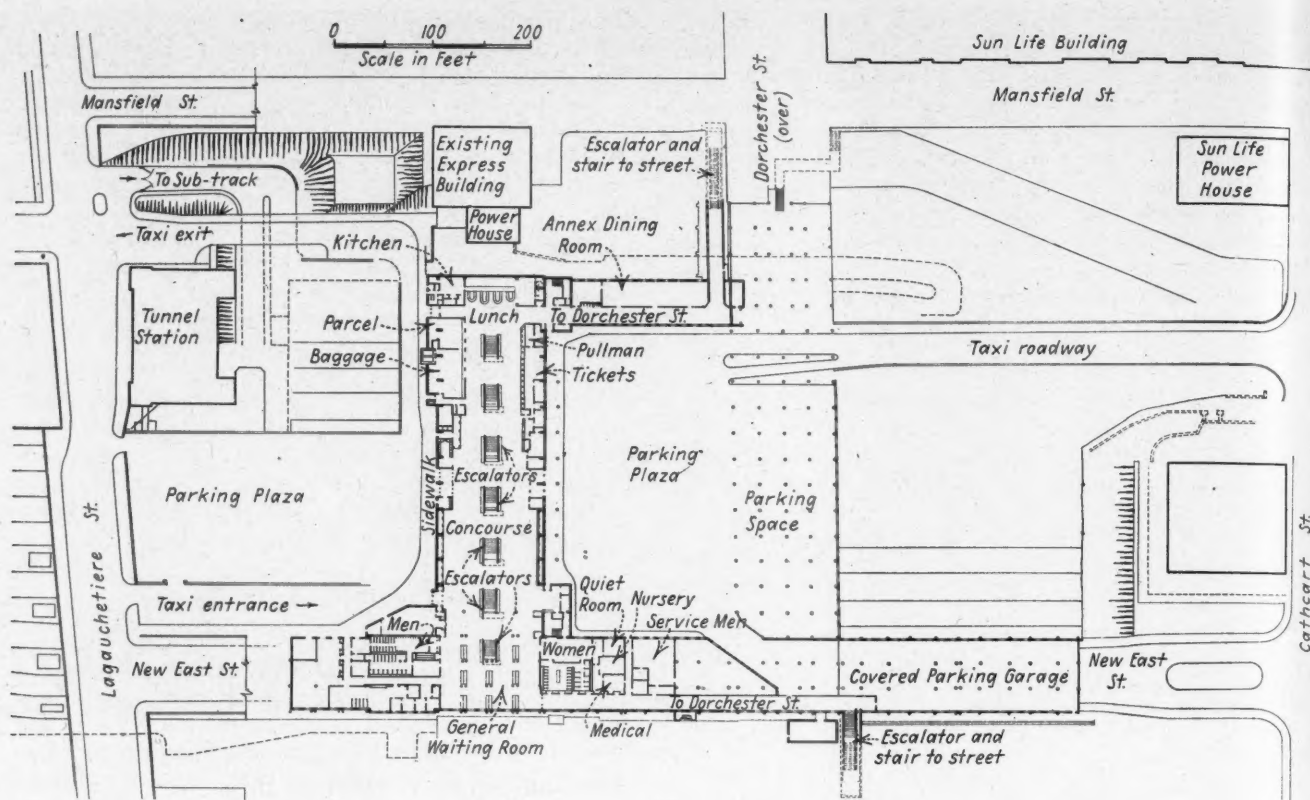 0 100 200
Scale in Feet
Sun Life Building
Mansfield St.
Mansfield St.
Dorchester St.
(over)
Existing
Express
Building
Escalator and
stair to street
Sun Life
Power
House
To Sub-track
Power
House
Taxi exit
Kitchen
Annex Dining
Room
Tunnel
Station
Parcel
Lunch
To Dorchester St.
Baggage
Pullman
Tickets
Taxi roadway
Parking Plaza
Sidewalk
Escalators
Parking
Plaza
Parking
Space
Concourse
Lagauchetiere St.
Cathcart St.
Escalators
Taxi entrance
Quiet
Room
Nursery
Service Men
Men
Women
New East St.
Covered Parking Garage
New East
St.
To Dorchester St.
General
Waiting Room
Medical
Escalator and
stair to street